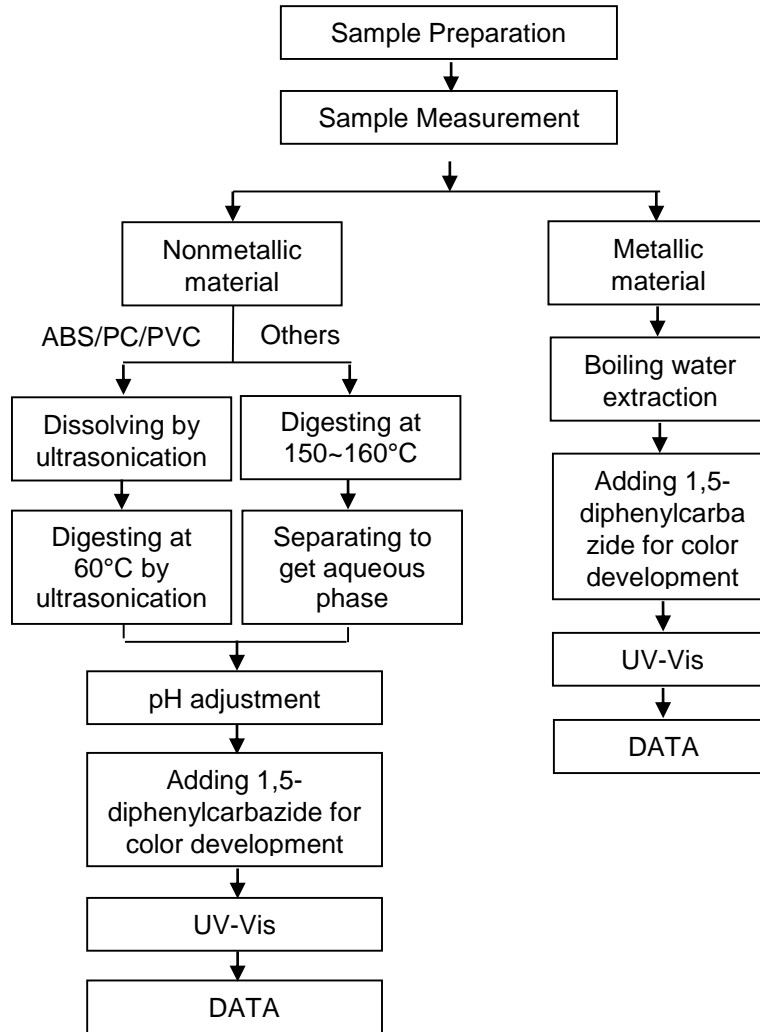 Sample Preparation
Sample Measurement
Nonmetallic
material
ABS/PC/PVC
Others
Dissolving by
ultrasonication
Digesting at
150~160°C
Digesting at
60°C by
ultrasonication
Separating to
get aqueous
phase
pH adjustment
Adding 1,5-
diphenylcarbazide for
color development
UV-Vis
DATA
Metallic
material
Boiling water
extraction
Adding 1,5-
diphenylcarba
zide for color
development
UV-Vis
DATA